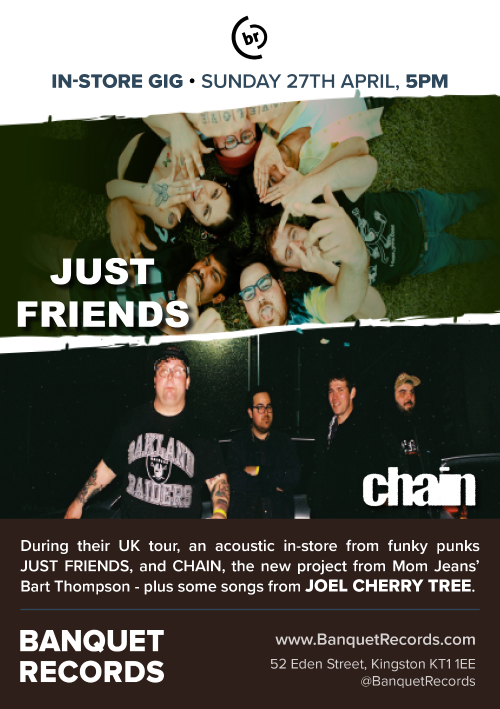 br
IN-STORE GIG • SUNDAY 27TH APRIL, 5PM
JUST
FRIENDS
OAKLAND
RAIDERS
chain
During their UK tour, an acoustic in-store from funky punks
JUST FRIENDS, and CHAIN, the new project from Mom Jeans'
Bart Thompson - plus some songs from JOEL CHERRY TREE.
BANQUET
RECORDS
www.BanquetRecords.com
52 Eden Street, Kingston KT1 1EE
@BanquetRecords